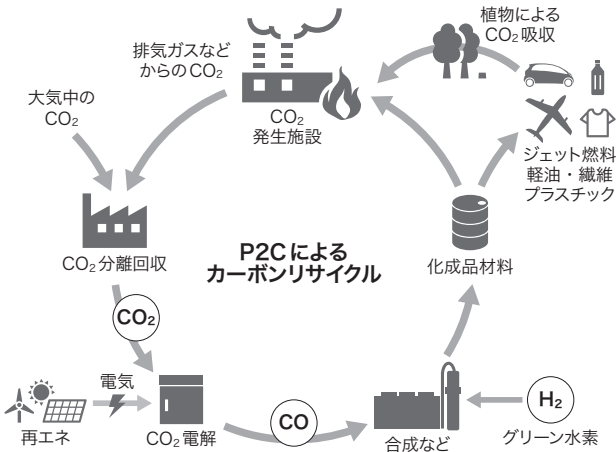 植物による
CO₂吸収
排気ガスなど
からのCO₂
大気中の
CO₂
CO₂
発生施設
ジェット燃料
軽油・繊維
プラスチック
CO₂分離回収
P2Cによる
カーボンリサイクル
化成品材料
CO₂
電気
再エネ
CO₂電解
CO
合成など
H₂
グリーン水素